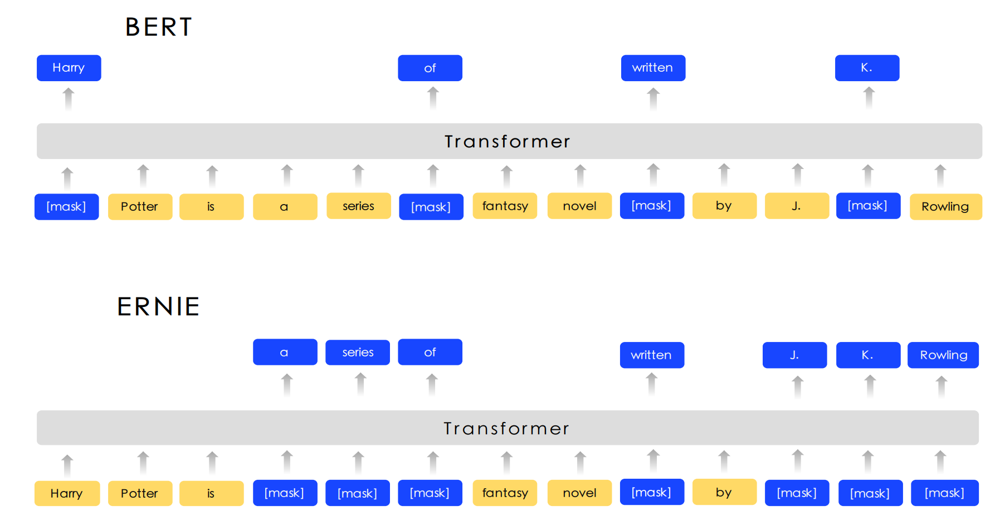 BERT
Harry of written K.
Transformer
[mask] Potter is a series [mask] fantasy novel [mask] by J. [mask] Rowling
ERNIE
a series of written J. K. Rowling
Transformer
Harry Potter is [mask] [mask] [mask] fantasy novel [mask] by [mask] [mask] [mask]